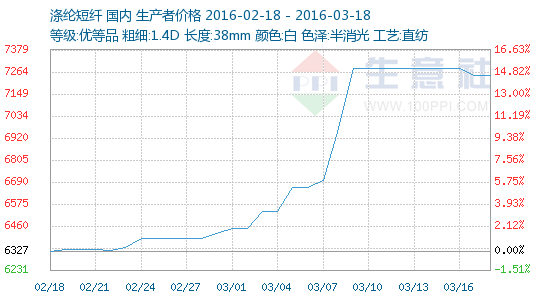 涤纶短纤 国内 生产者价格 2016-02-18 - 2016-03-18
等级:优等品 粗细:1.4D 长度:38mm 颜色:白 色泽:半消光 工艺:直纺
7379 16.63%
7264 14.82%
7149 13.00%
7034 11.19%
6920 9.38%
6805 7.56%
6690 5.75%
6575 3.93%
6460 2.12%
6327 0.00%
6231 -1.51%
生意社
WWW.100PPI.COM
PPI
02/18 02/21 02/24 02/27 03/01 03/04 03/07 03/10 03/13 03/16